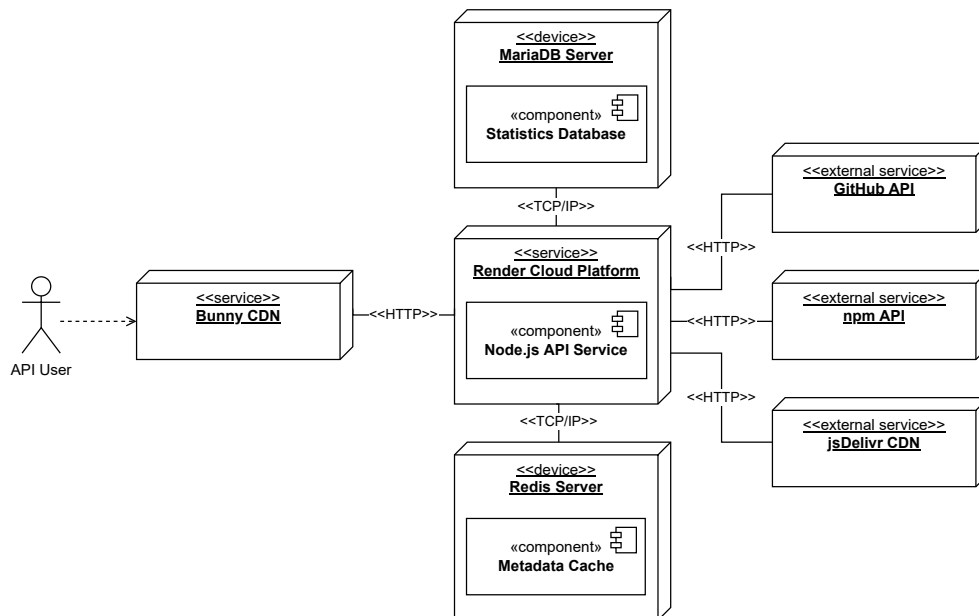 <<device>>
MariaDB Server
«component»
Statistics Database
<<TCP/IP>>
<<external service>>
GitHub API
<<HTTP>>
<<service>>
Render Cloud Platform
«component»
Node.js API Service
<<service>>
Bunny CDN
<<HTTP>>
API User
<<external service>>
npm API
<<HTTP>>
<<HTTP>>
<<external service>>
jsDelivr CDN
<<TCP/IP>>
<<device>>
Redis Server
«component»
Metadata Cache